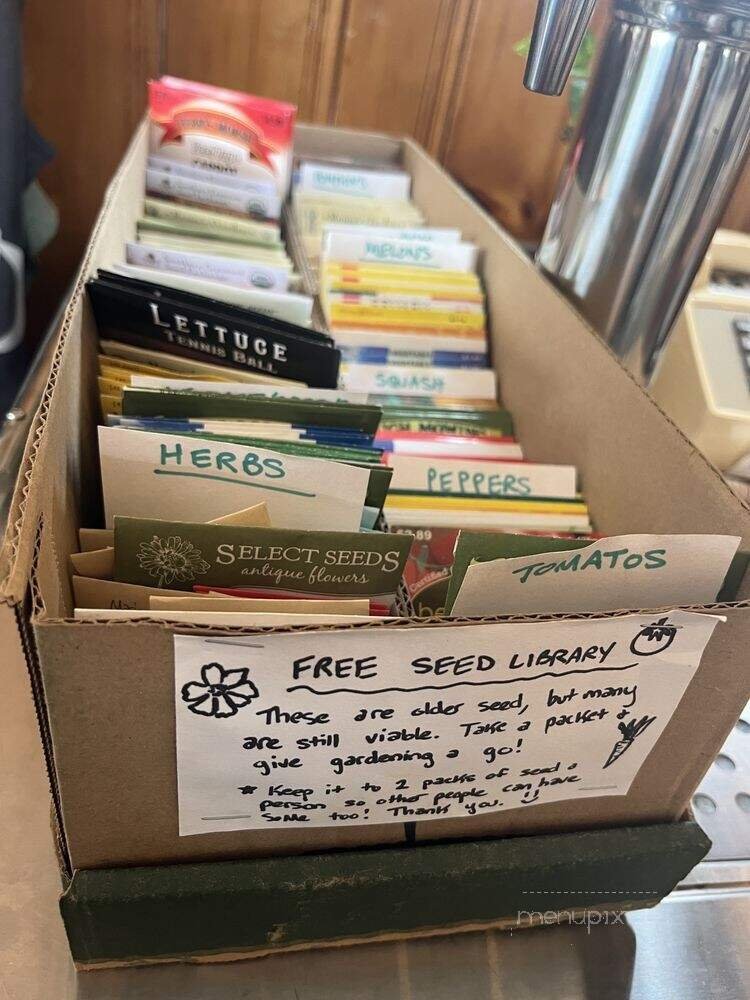 LETTUCE
TENNIS BALL
MELONS
SQUASH
HERBS
PEPPERS
SELECT SEEDS
antique flowers
TOMATOS
FREE SEED LIBRARY
These are older seed, but many
are still viable. Take a packet &
give gardening a go!
* Keep it to 2 packs of seed a
person so other people can have
some too! Thank you.
menupix